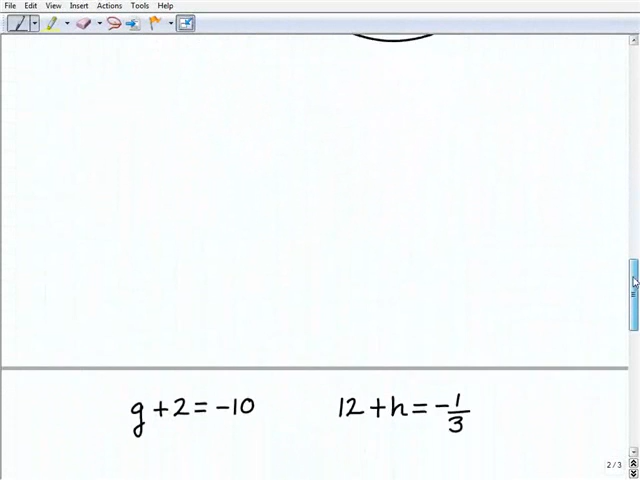 File Edit View Insert Actions Tools Help
g + 2 = -10 12 + h = -1/3
2 / 3